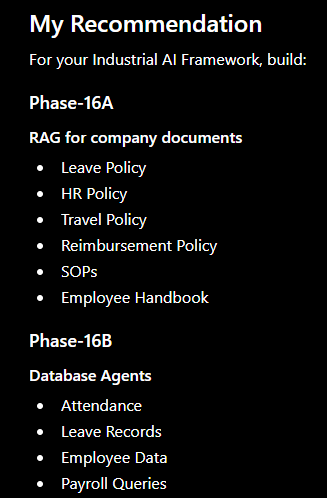 My Recommendation
For your Industrial AI Framework, build:
Phase-16A
RAG for company documents
• Leave Policy
• HR Policy
• Travel Policy
• Reimbursement Policy
• SOPs
• Employee Handbook
Phase-16B
Database Agents
• Attendance
• Leave Records
• Employee Data
• Payroll Queries